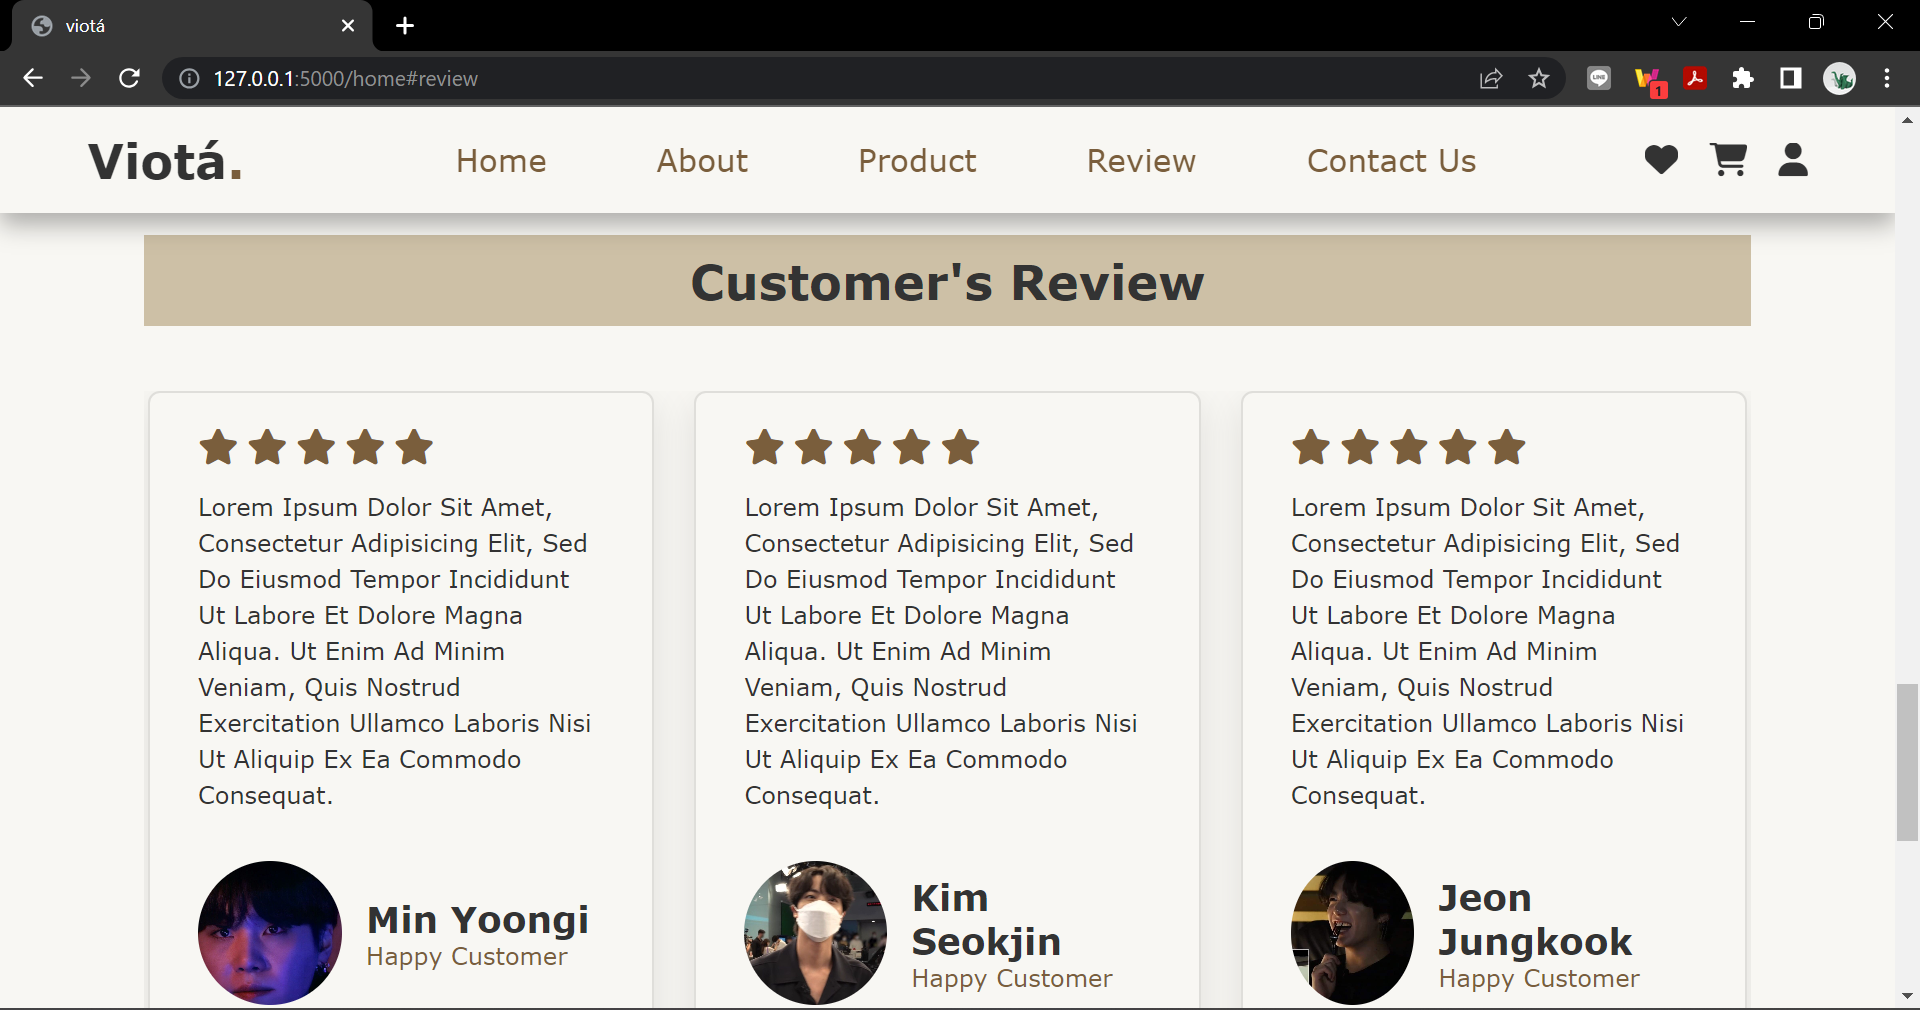 viotá
127.0.0.1:5000/home#review
LINE
1
Viotá.
Home
About
Product
Review
Contact Us
Customer's Review
Lorem Ipsum Dolor Sit Amet,
Consectetur Adipisicing Elit, Sed
Do Eiusmod Tempor Incididunt
Ut Labore Et Dolore Magna
Aliqua. Ut Enim Ad Minim
Veniam, Quis Nostrud
Exercitation Ullamco Laboris Nisi
Ut Aliquip Ex Ea Commodo
Consequat.
Min Yoongi
Happy Customer
Lorem Ipsum Dolor Sit Amet,
Consectetur Adipisicing Elit, Sed
Do Eiusmod Tempor Incididunt
Ut Labore Et Dolore Magna
Aliqua. Ut Enim Ad Minim
Veniam, Quis Nostrud
Exercitation Ullamco Laboris Nisi
Ut Aliquip Ex Ea Commodo
Consequat.
Kim
Seokjin
Happy Customer
Lorem Ipsum Dolor Sit Amet,
Consectetur Adipisicing Elit, Sed
Do Eiusmod Tempor Incididunt
Ut Labore Et Dolore Magna
Aliqua. Ut Enim Ad Minim
Veniam, Quis Nostrud
Exercitation Ullamco Laboris Nisi
Ut Aliquip Ex Ea Commodo
Consequat.
Jeon
Jungkook
Happy Customer